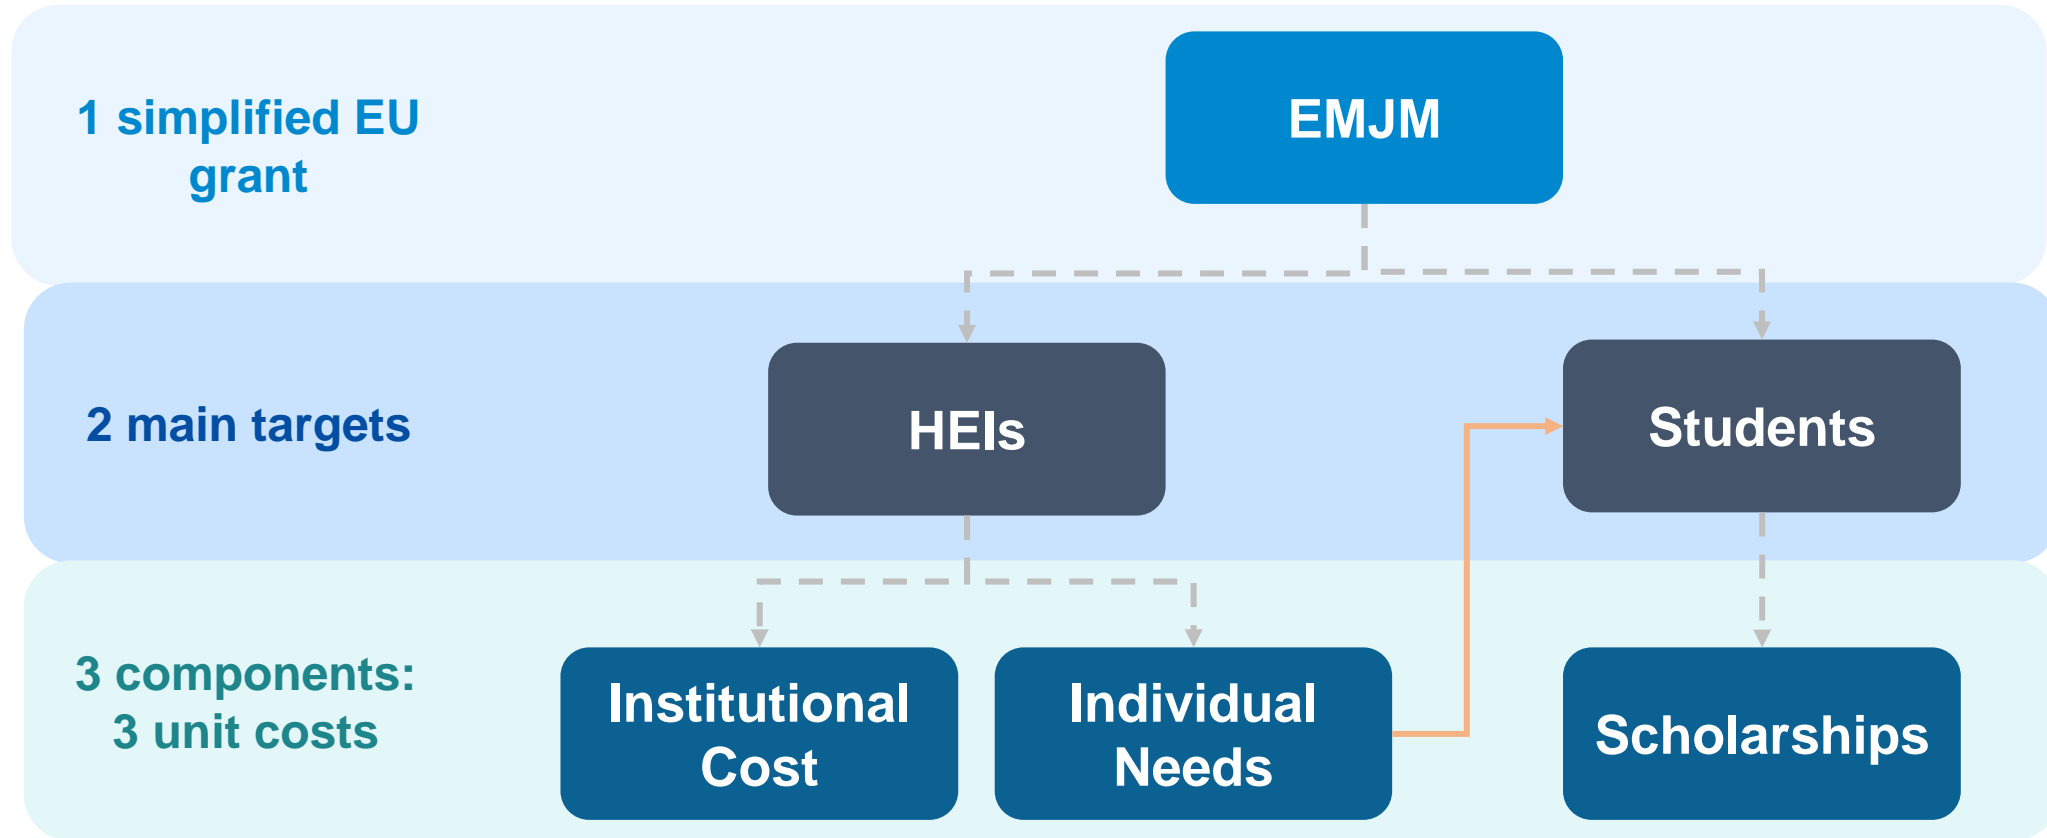 1 simplified EU
grant
EMJM
2 main targets
HEIs
Students
3 components:
3 unit costs
Institutional
Cost
Individual
Needs
Scholarships